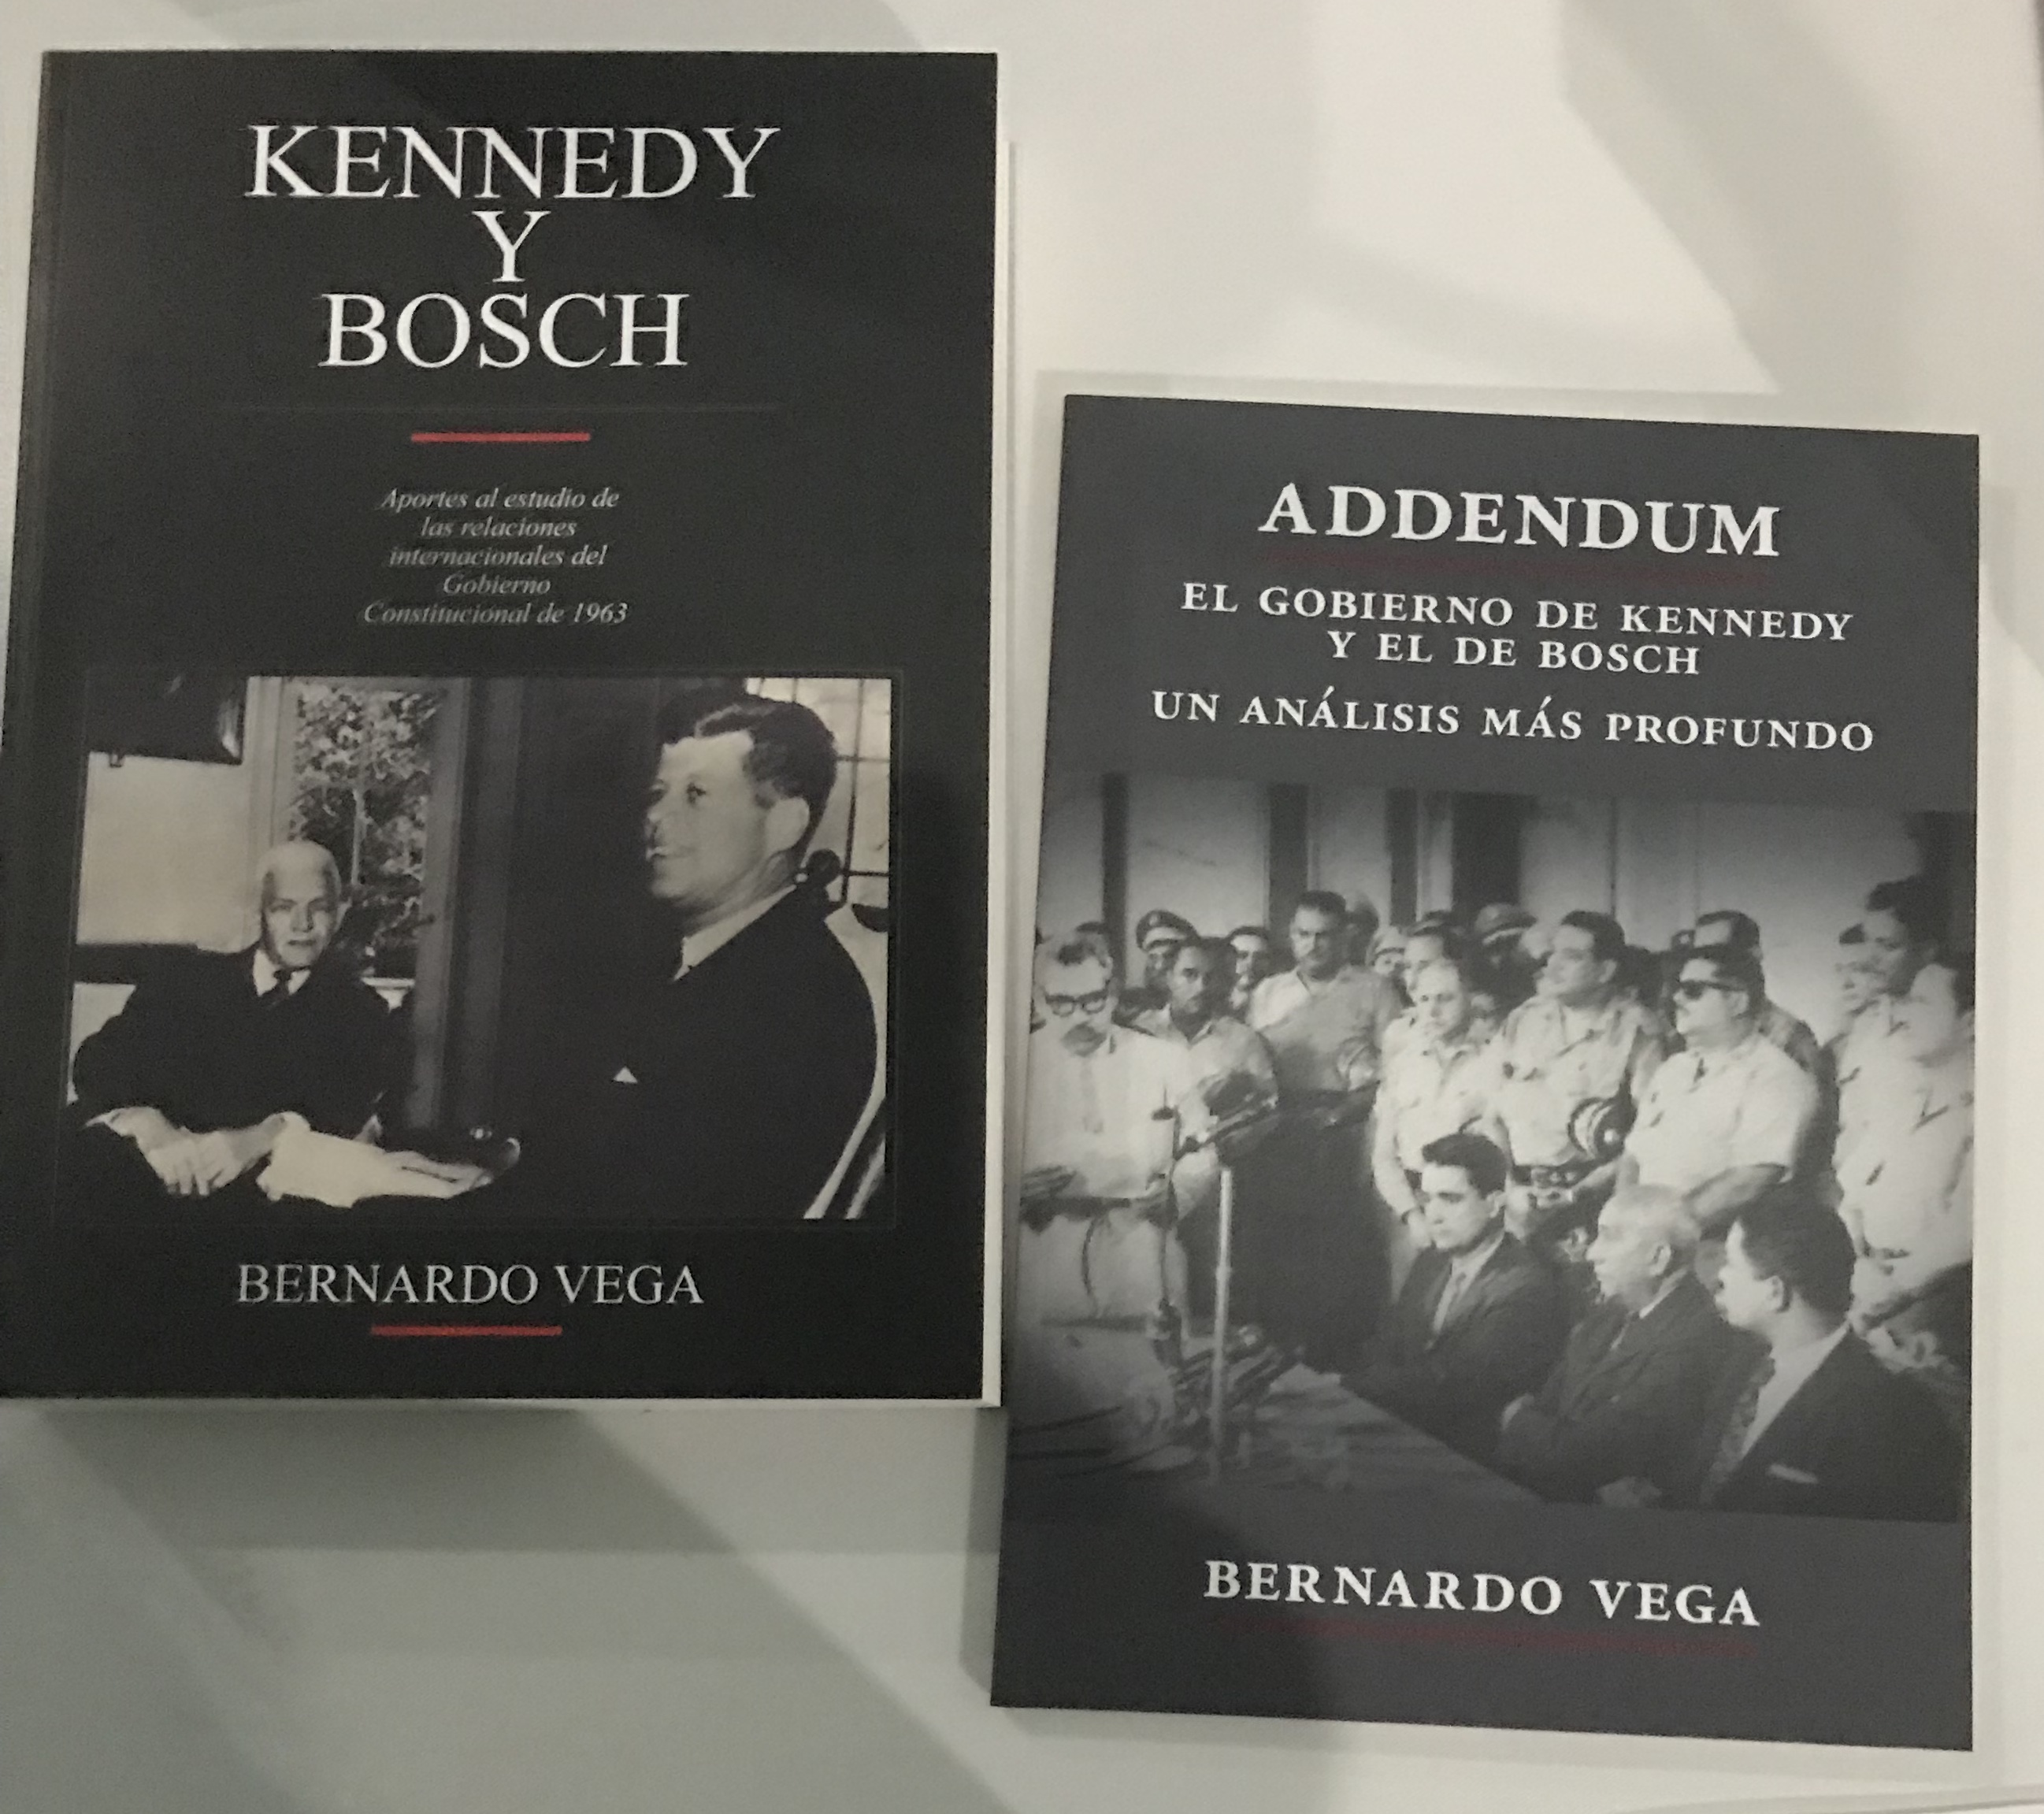 KENNEDY
Y
BOSCH
Aportes al estudio de
las relaciones
internacionales del
Gobierno
Constitucional de 1963
BERNARDO VEGA
ADDENDUM
EL GOBIERNO DE KENNEDY
Y EL DE BOSCH
UN ANÁLISIS MÁS PROFUNDO
BERNARDO VEGA